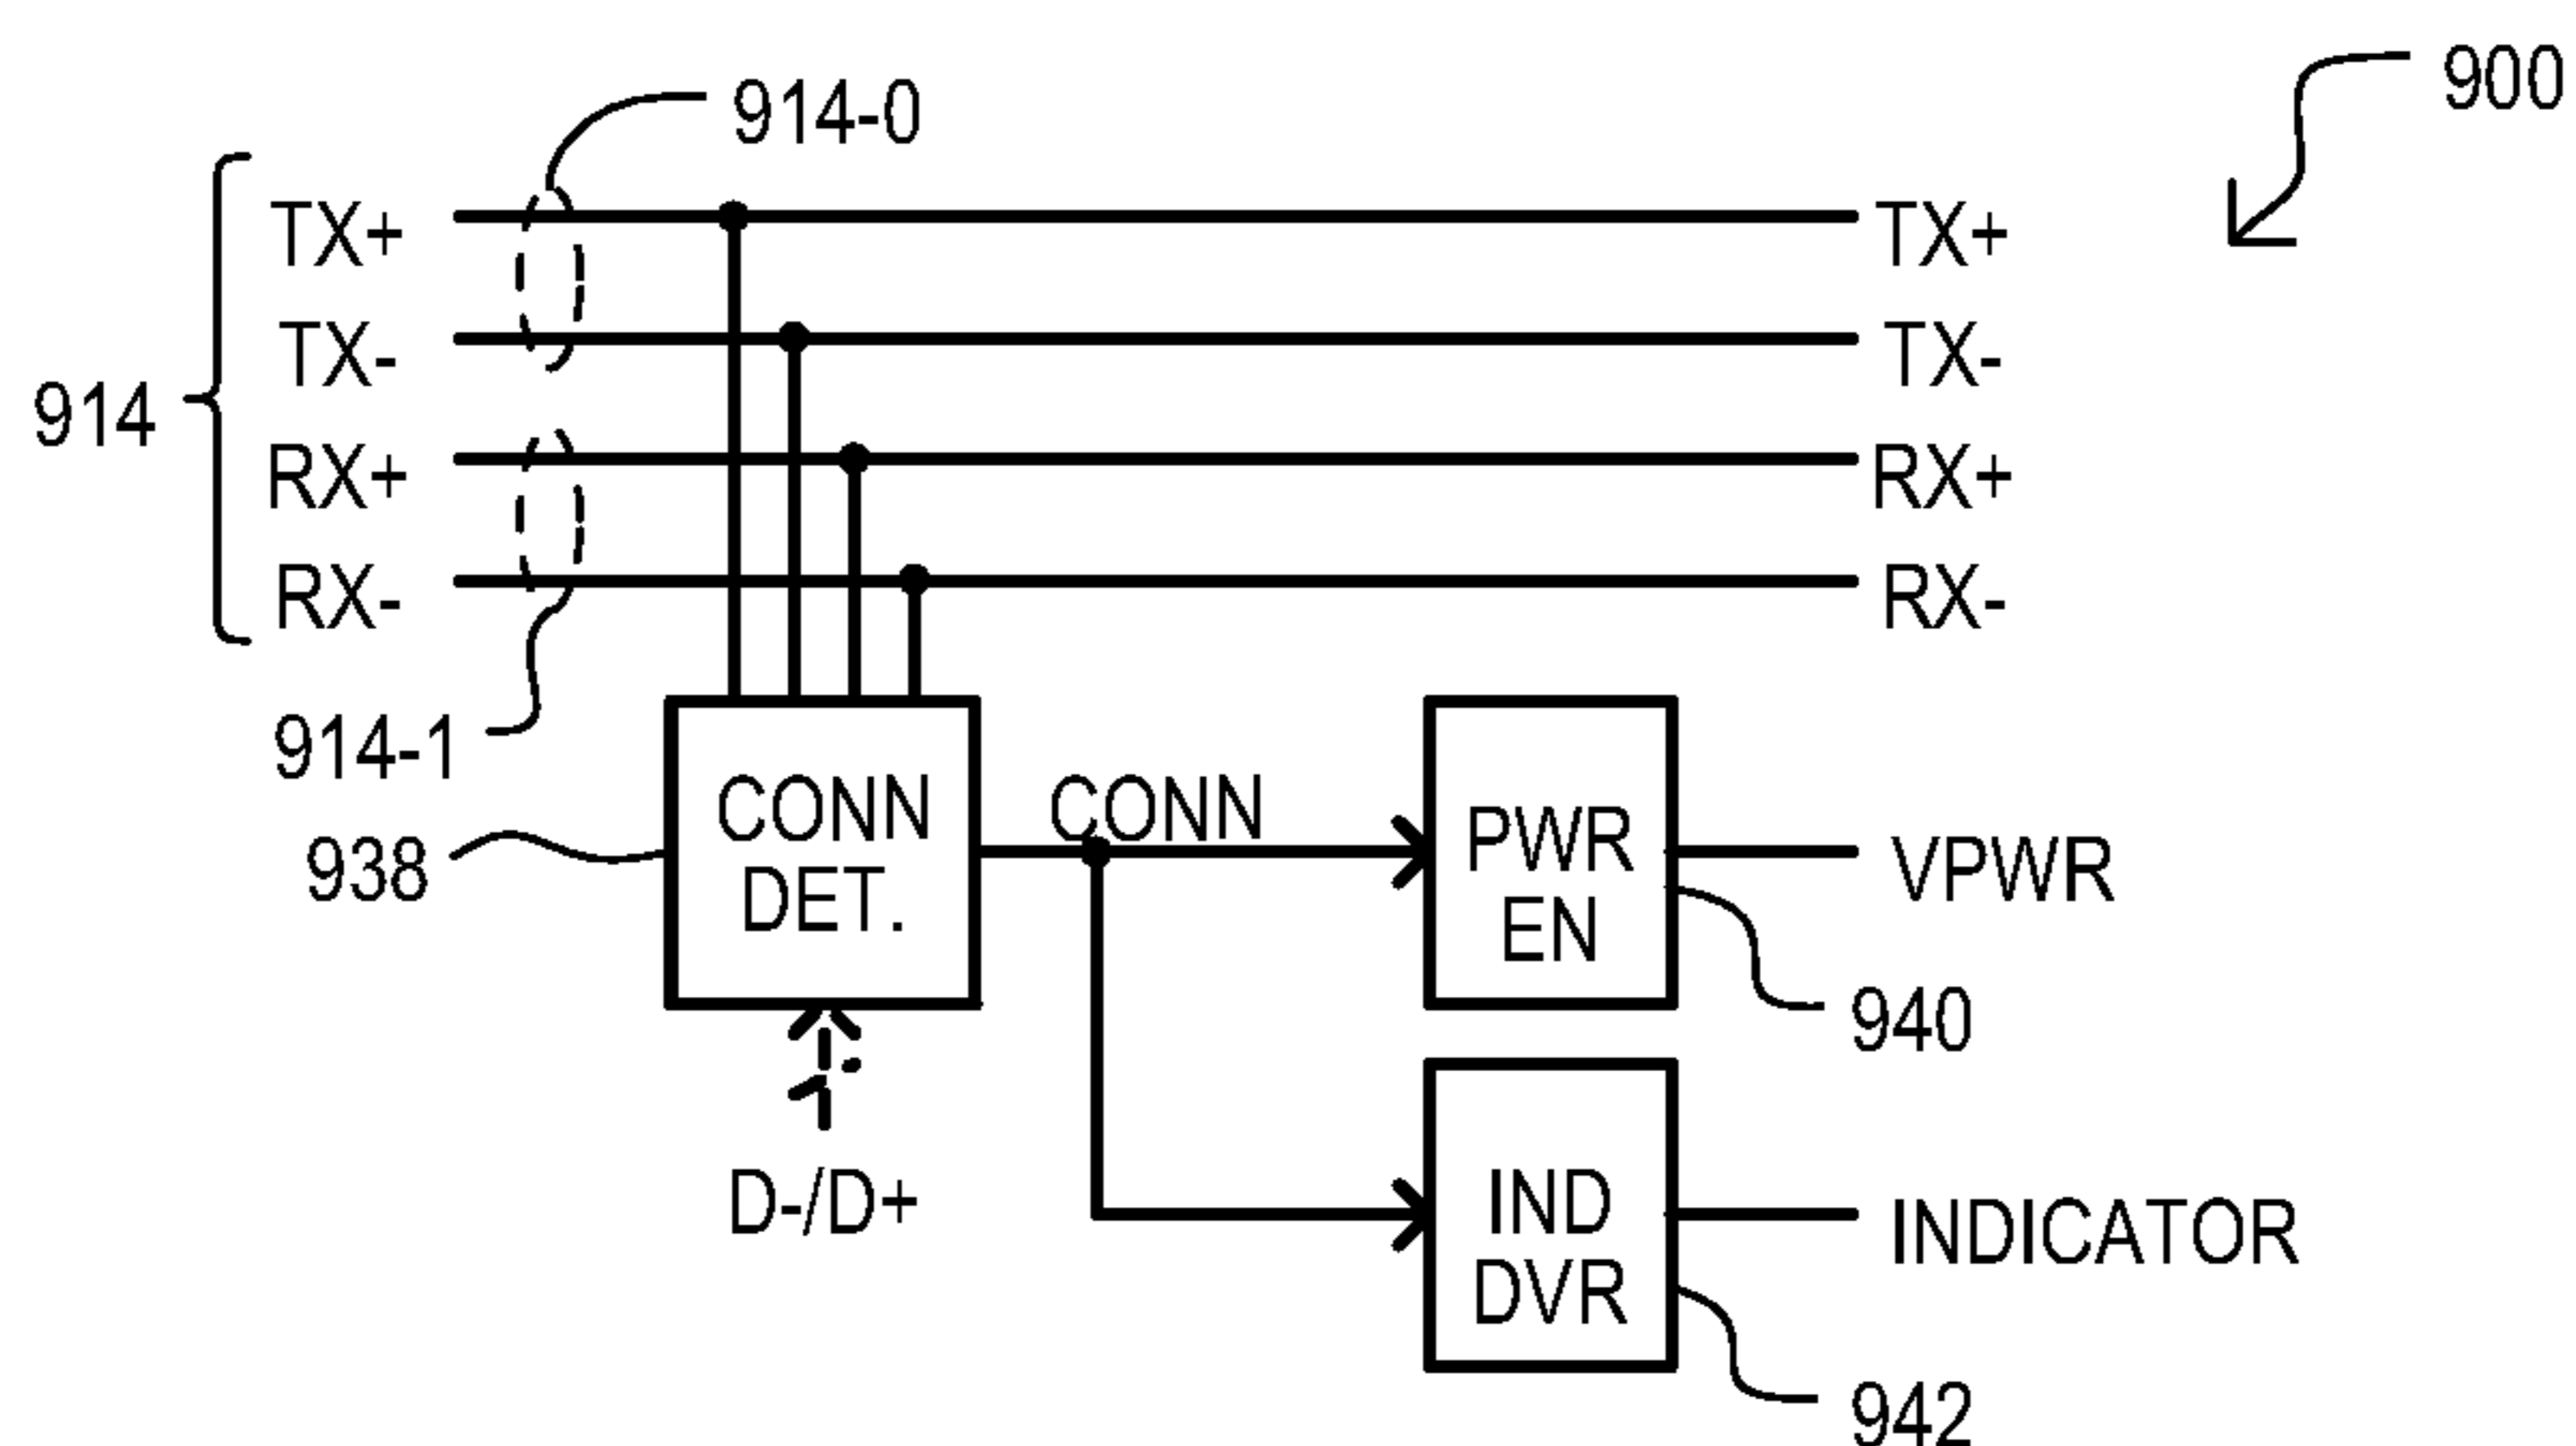 900
914-0
TX+ TX+
TX- TX-
914
RX+ RX+
RX- RX-
914-1
CONN DET.
CONN
PWR EN
VPWR
938
940
D-/D+
IND DVR
INDICATOR
942